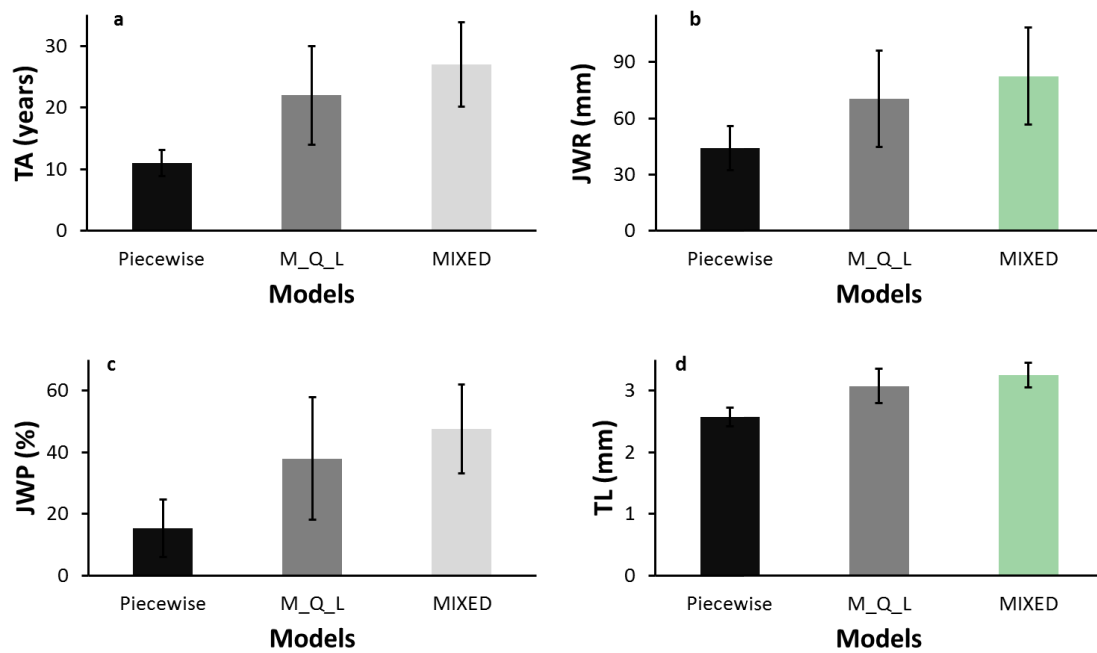 a
TA (years)
30
20
10
0
Piecewise M_Q_L MIXED
Models
b
JWR (mm)
90
60
30
0
Piecewise M_Q_L MIXED
Models
c
JWP (%)
60
40
20
0
Piecewise M_Q_L MIXED
Models
d
TL (mm)
3
2
1
0
Piecewise M_Q_L MIXED
Models